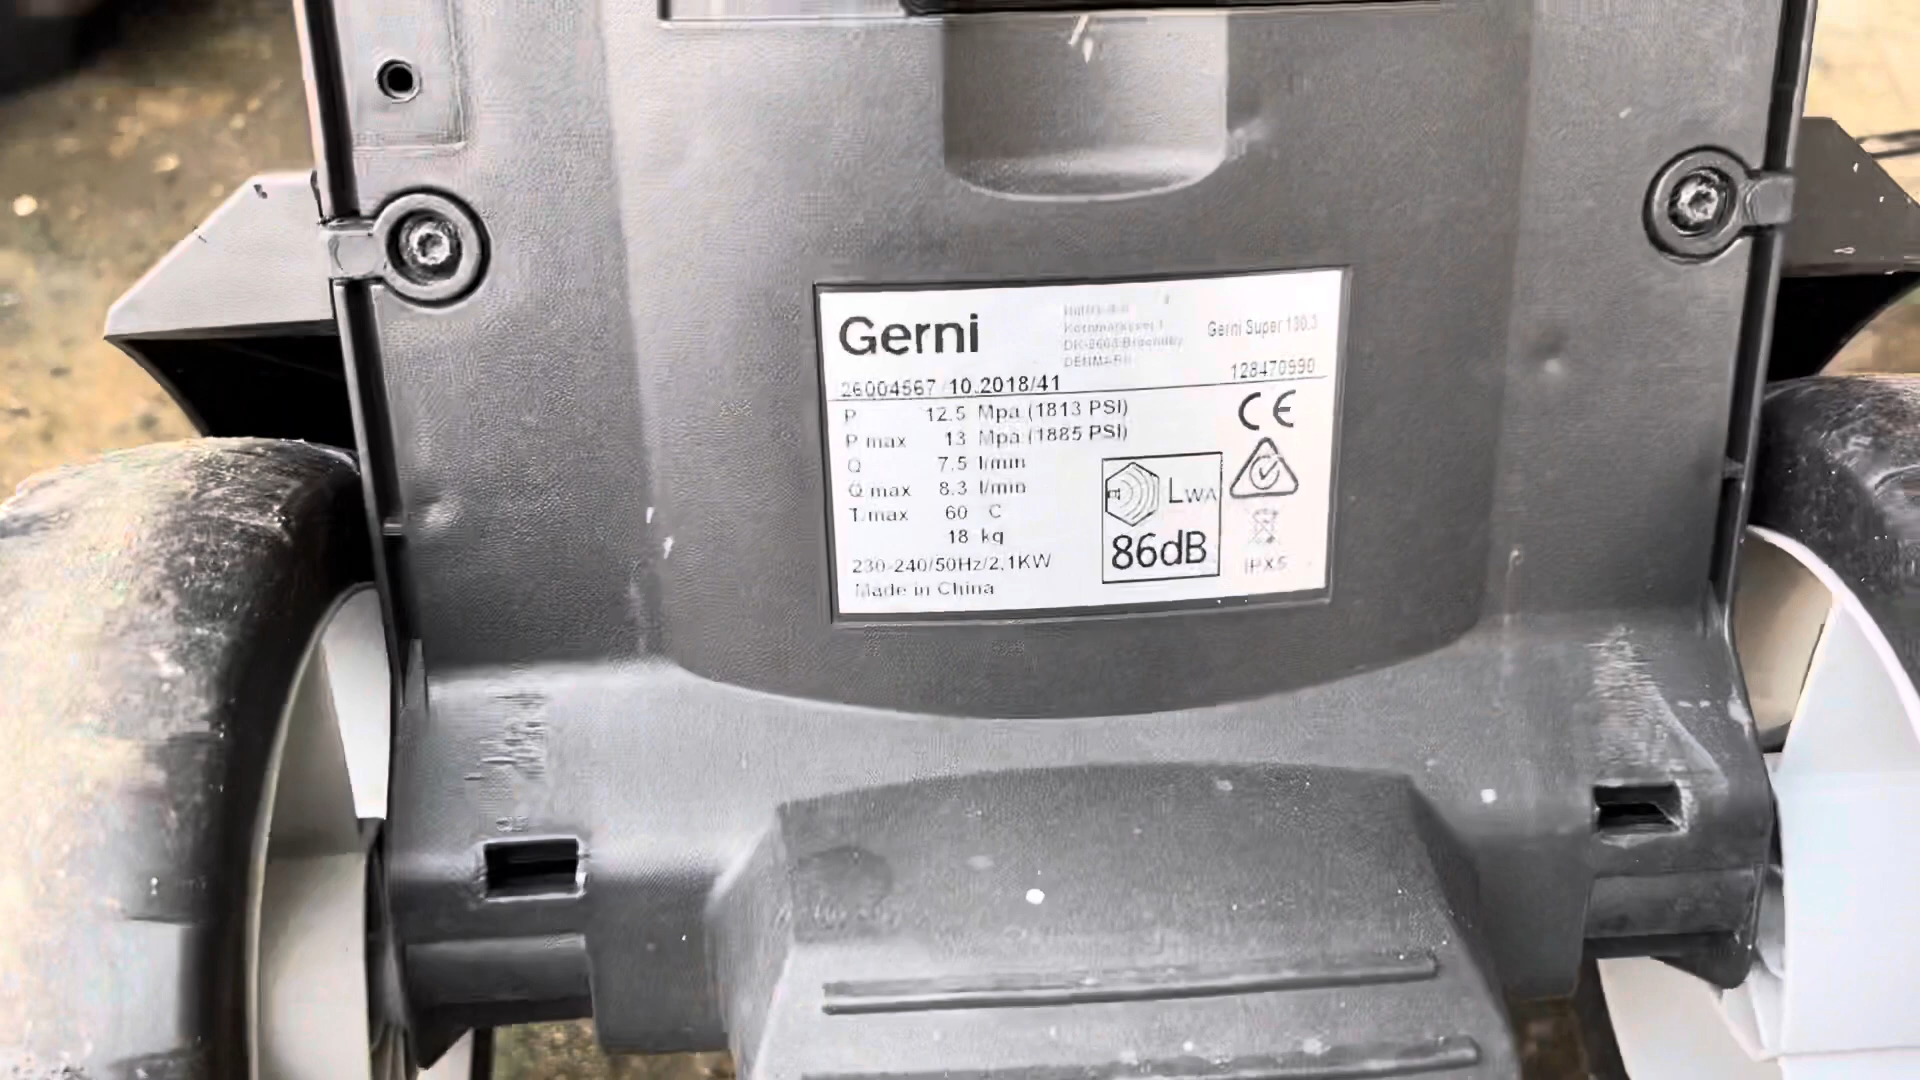 Gerni
DENMARK
Gerni Super 130.3
128470990
26004567 10.2018/41
P 12.5 Mpa (1813 PSI)
P max 13 Mpa (1885 PSI)
Q 7.5 l/min
Q max 8.3 l/min
T max 60 C
18 kg
230-240/50Hz/2,1KW
Made in China
LWA
86dB
CE
IPX5